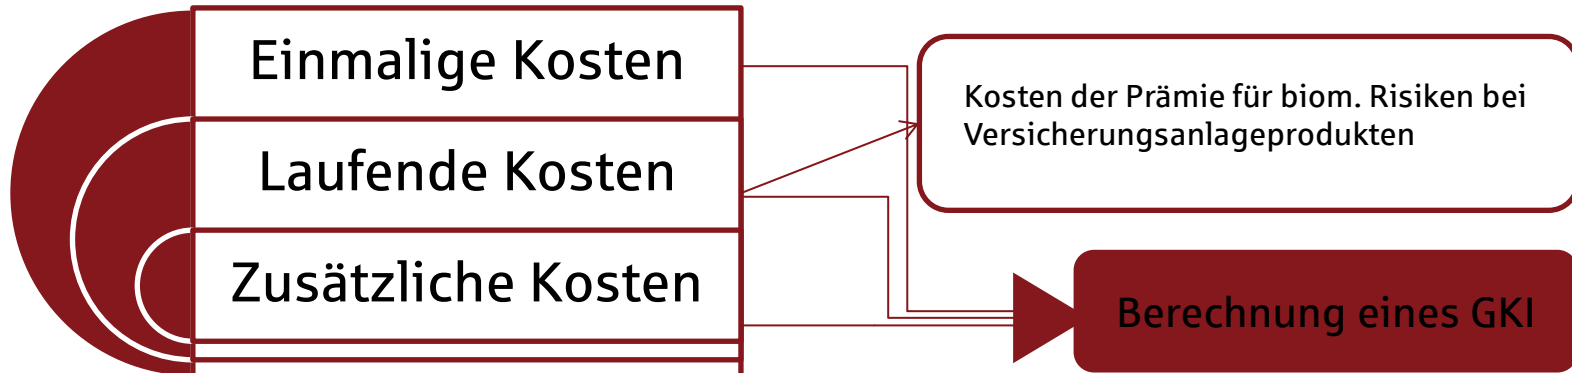 Einmalige Kosten
Laufende Kosten
Zusätzliche Kosten
Kosten der Prämie für biom. Risiken bei
Versicherungsanlageprodukten
Berechnung eines GKI